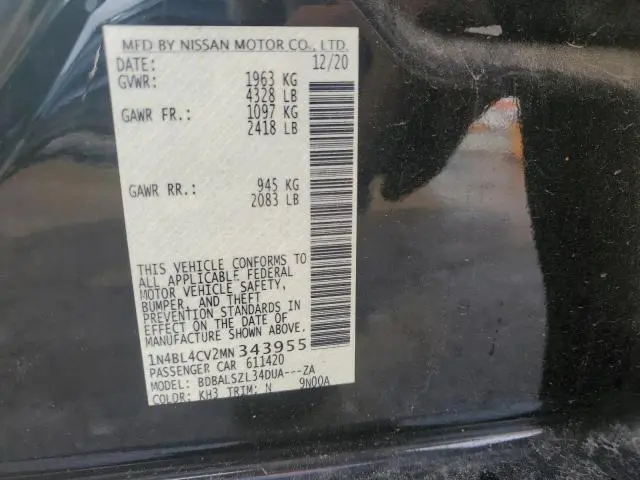 MFD BY NISSAN MOTOR CO., LTD.
DATE: 12/20
GVWR: 1963 KG
4328 LB
GAWR FR.: 1097 KG
2418 LB
GAWR RR.: 945 KG
2083 LB
THIS VEHICLE CONFORMS TO
ALL APPLICABLE FEDERAL
MOTOR VEHICLE SAFETY,
BUMPER, AND THEFT
PREVENTION STANDARDS IN
EFFECT ON THE DATE OF
MANUFACTURE SHOWN ABOVE.
1N4BL4CV2MN 343955
PASSENGER CAR 611420
MODEL: BDBALSZL34DUA---ZA
COLOR: KH3 TRIM: N 9N00A